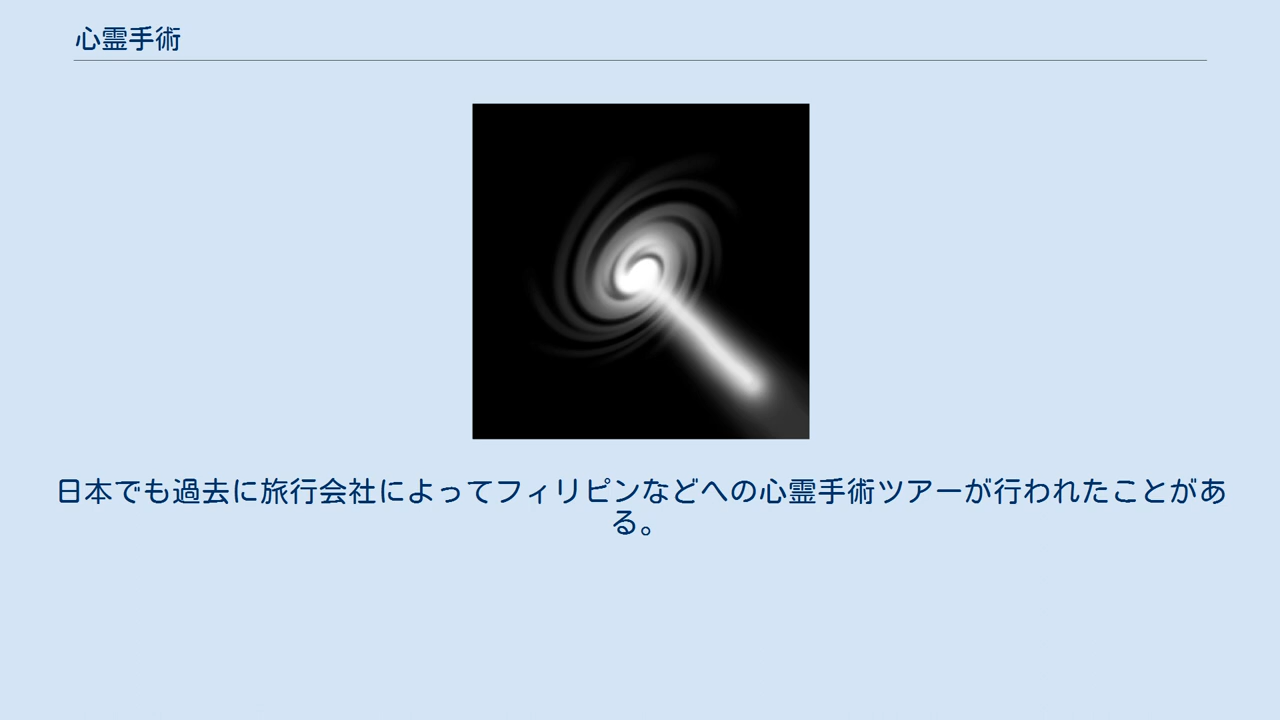 心霊手術
日本でも過去に旅行会社によってフィリピンなどへの心霊手術ツアーが行われたことがあ
る。